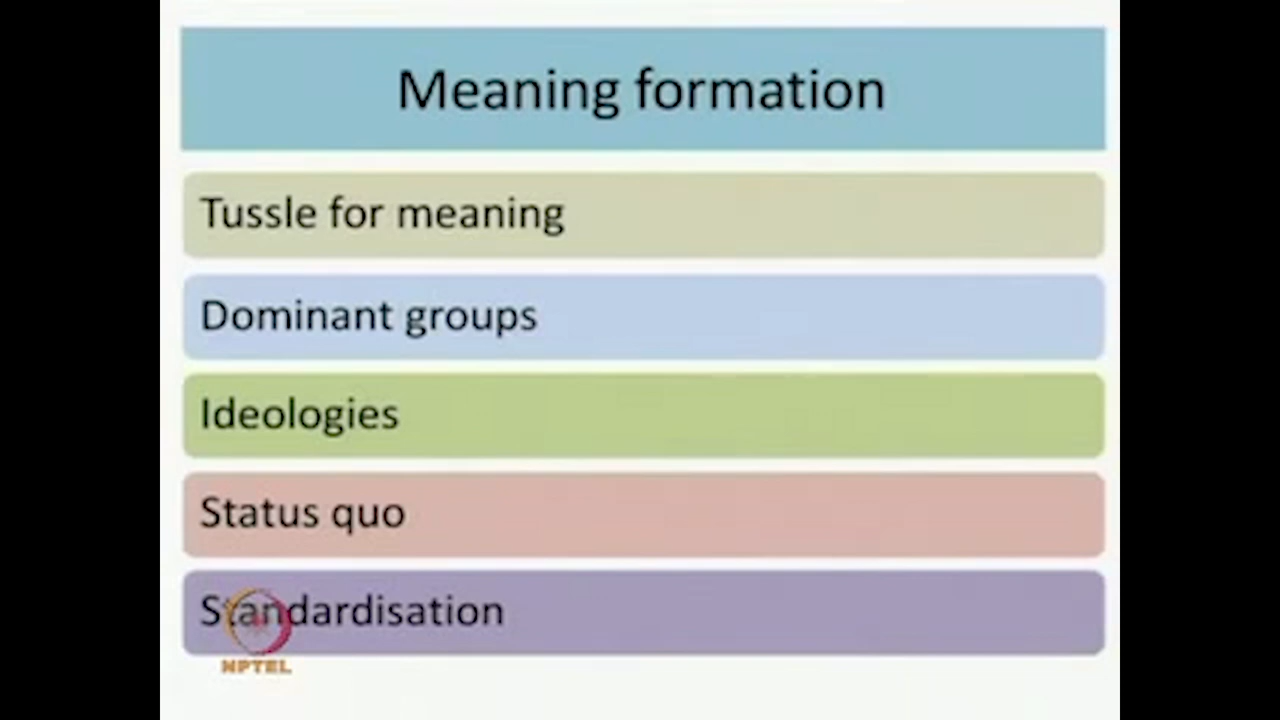 Meaning formation
Tussle for meaning
Dominant groups
Ideologies
Status quo
Standardisation
NPTEL